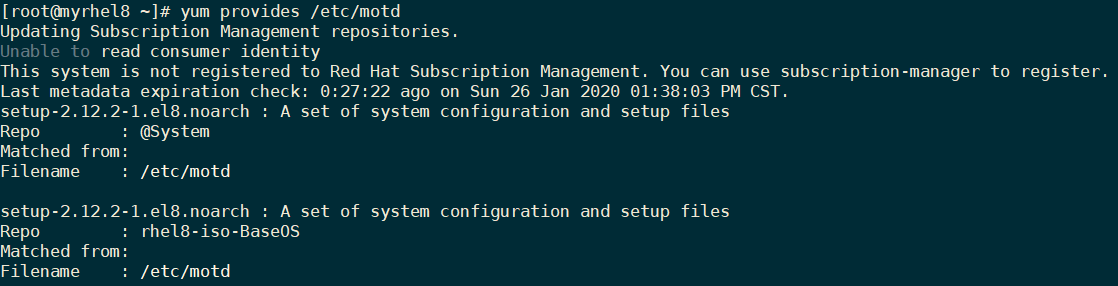 [root@myrhel8 ~]# yum provides /etc/motd
Updating Subscription Management repositories.
Unable to read consumer identity
This system is not registered to Red Hat Subscription Management. You can use subscription-manager to register.
Last metadata expiration check: 0:27:22 ago on Sun 26 Jan 2020 01:38:03 PM CST.
setup-2.12.2-1.el8.noarch : A set of system configuration and setup files
Repo        : @System
Matched from:
Filename    : /etc/motd

setup-2.12.2-1.el8.noarch : A set of system configuration and setup files
Repo        : rhel8-iso-BaseOS
Matched from:
Filename    : /etc/motd